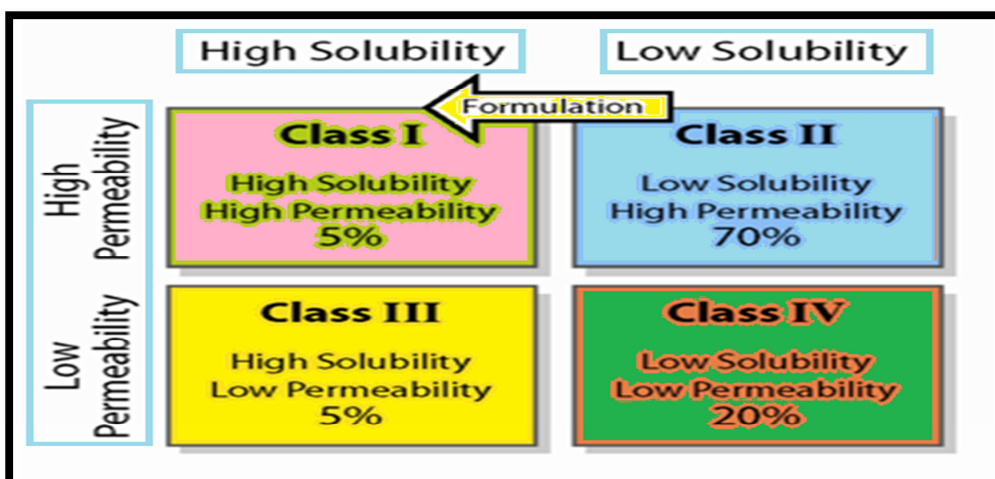 High Solubility
Low Solubility
Formulation
High
Permeability
Class I
High Solubility
High Permeability
5%
Class II
Low Solubility
High Permeability
70%
Low
Permeability
Class III
High Solubility
Low Permeability
5%
Class IV
Low Solubility
Low Permeability
20%